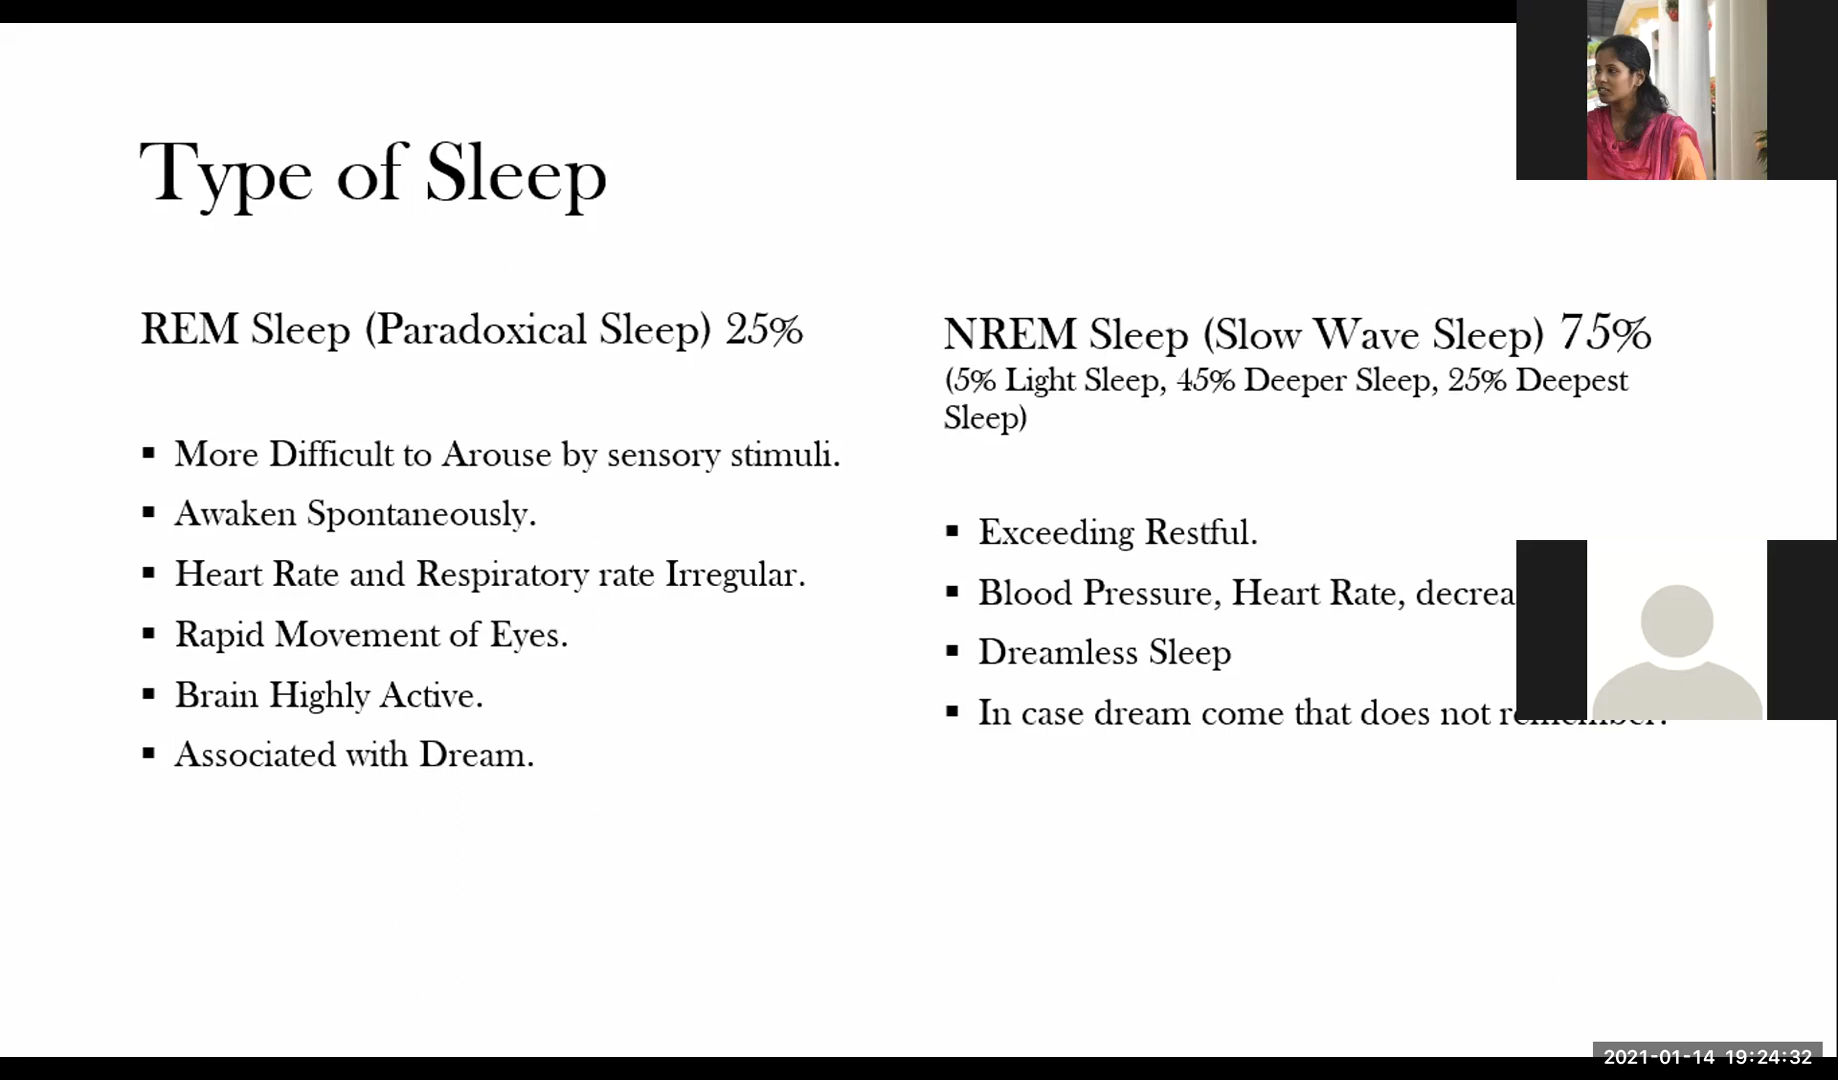 Type of Sleep
REM Sleep (Paradoxical Sleep) 25%
▪ More Difficult to Arouse by sensory stimuli.
▪ Awaken Spontaneously.
▪ Heart Rate and Respiratory rate Irregular.
▪ Rapid Movement of Eyes.
▪ Brain Highly Active.
▪ Associated with Dream.
NREM Sleep (Slow Wave Sleep) 75%
(5% Light Sleep, 45% Deeper Sleep, 25% Deepest
Sleep)
▪ Exceeding Restful.
▪ Blood Pressure, Heart Rate,
▪ Dreamless Sleep
▪ In case dream come that does not remember.
2021-01-14 19:24:32